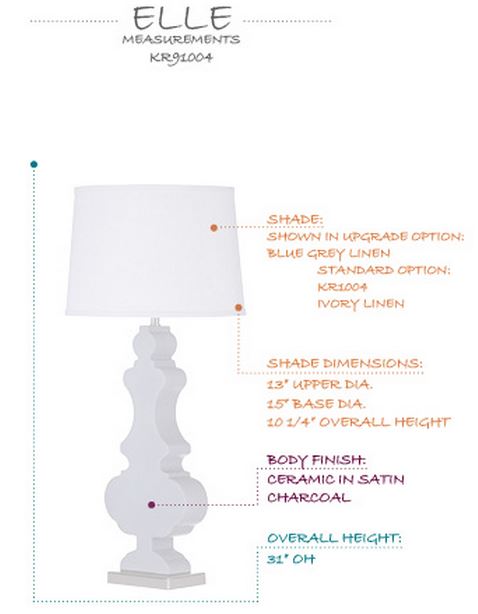 ELLE
MEASUREMENTS
KR91004
SHADE:
SHOWN IN UPGRADE OPTION:
BLUE GREY LINEN
STANDARD OPTION:
KR1004
IVORY LINEN
SHADE DIMENSIONS:
13" UPPER DIA.
15" BASE DIA.
10 1/4" OVERALL HEIGHT
BODY FINISH:
CERAMIC IN SATIN
CHARCOAL
OVERALL HEIGHT:
31" OH